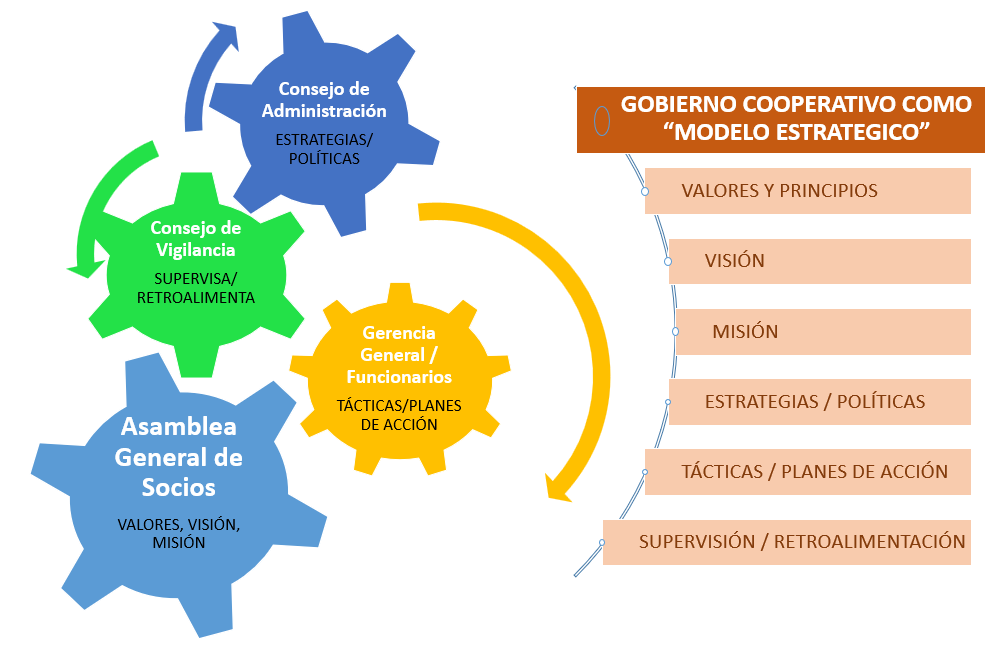 Consejo de
Administración
ESTRATEGIAS/
POLÍTICAS
Consejo de
Vigilancia
SUPERVISA/
RETROALIMENTA
Gerencia
General /
Funcionarios
TÁCTICAS/PLANES
DE ACCIÓN
Asamblea
General de
Socios
VALORES, VISIÓN,
MISIÓN
GOBIERNO COOPERATIVO COMO
“MODELO ESTRATEGICO”
VALORES Y PRINCIPIOS
VISIÓN
MISIÓN
ESTRATEGIAS / POLÍTICAS
TÁCTICAS / PLANES DE ACCIÓN
SUPERVISIÓN / RETROALIMENTACIÓN